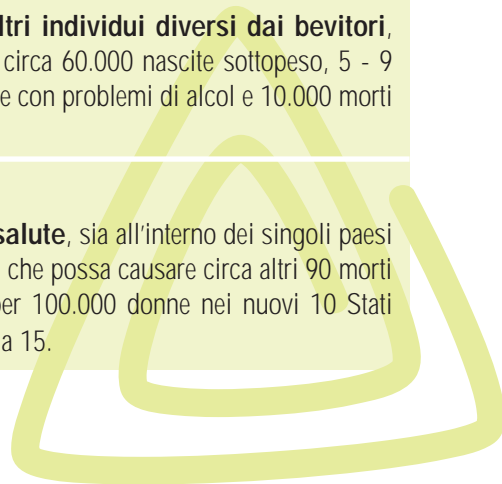 ltri individui diversi dai bevitori,
circa 60.000 nascite sottopeso, 5 - 9
e con problemi di alcol e 10.000 morti
salute, sia all'interno dei singoli paesi
che possa causare circa altri 90 morti
per 100.000 donne nei nuovi 10 Stati
a 15.